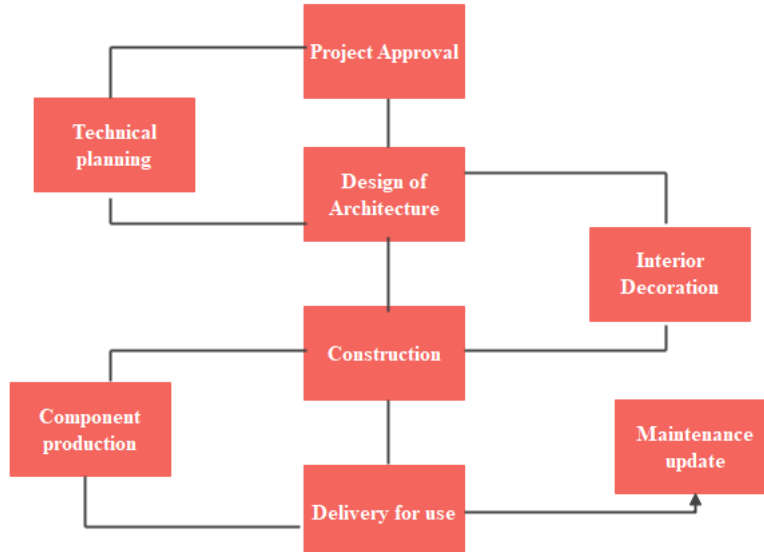 Project Approval
Technical
planning
Design of
Architecture
Interior
Decoration
Construction
Component
production
Maintenance
update
Delivery for use